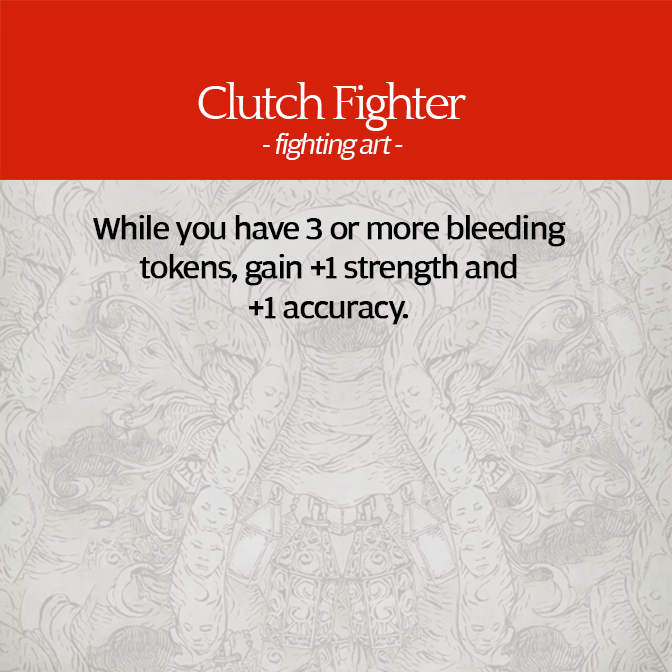 Clutch Fighter
- fighting art -
While you have 3 or more bleeding
tokens, gain +1 strength and
+1 accuracy.